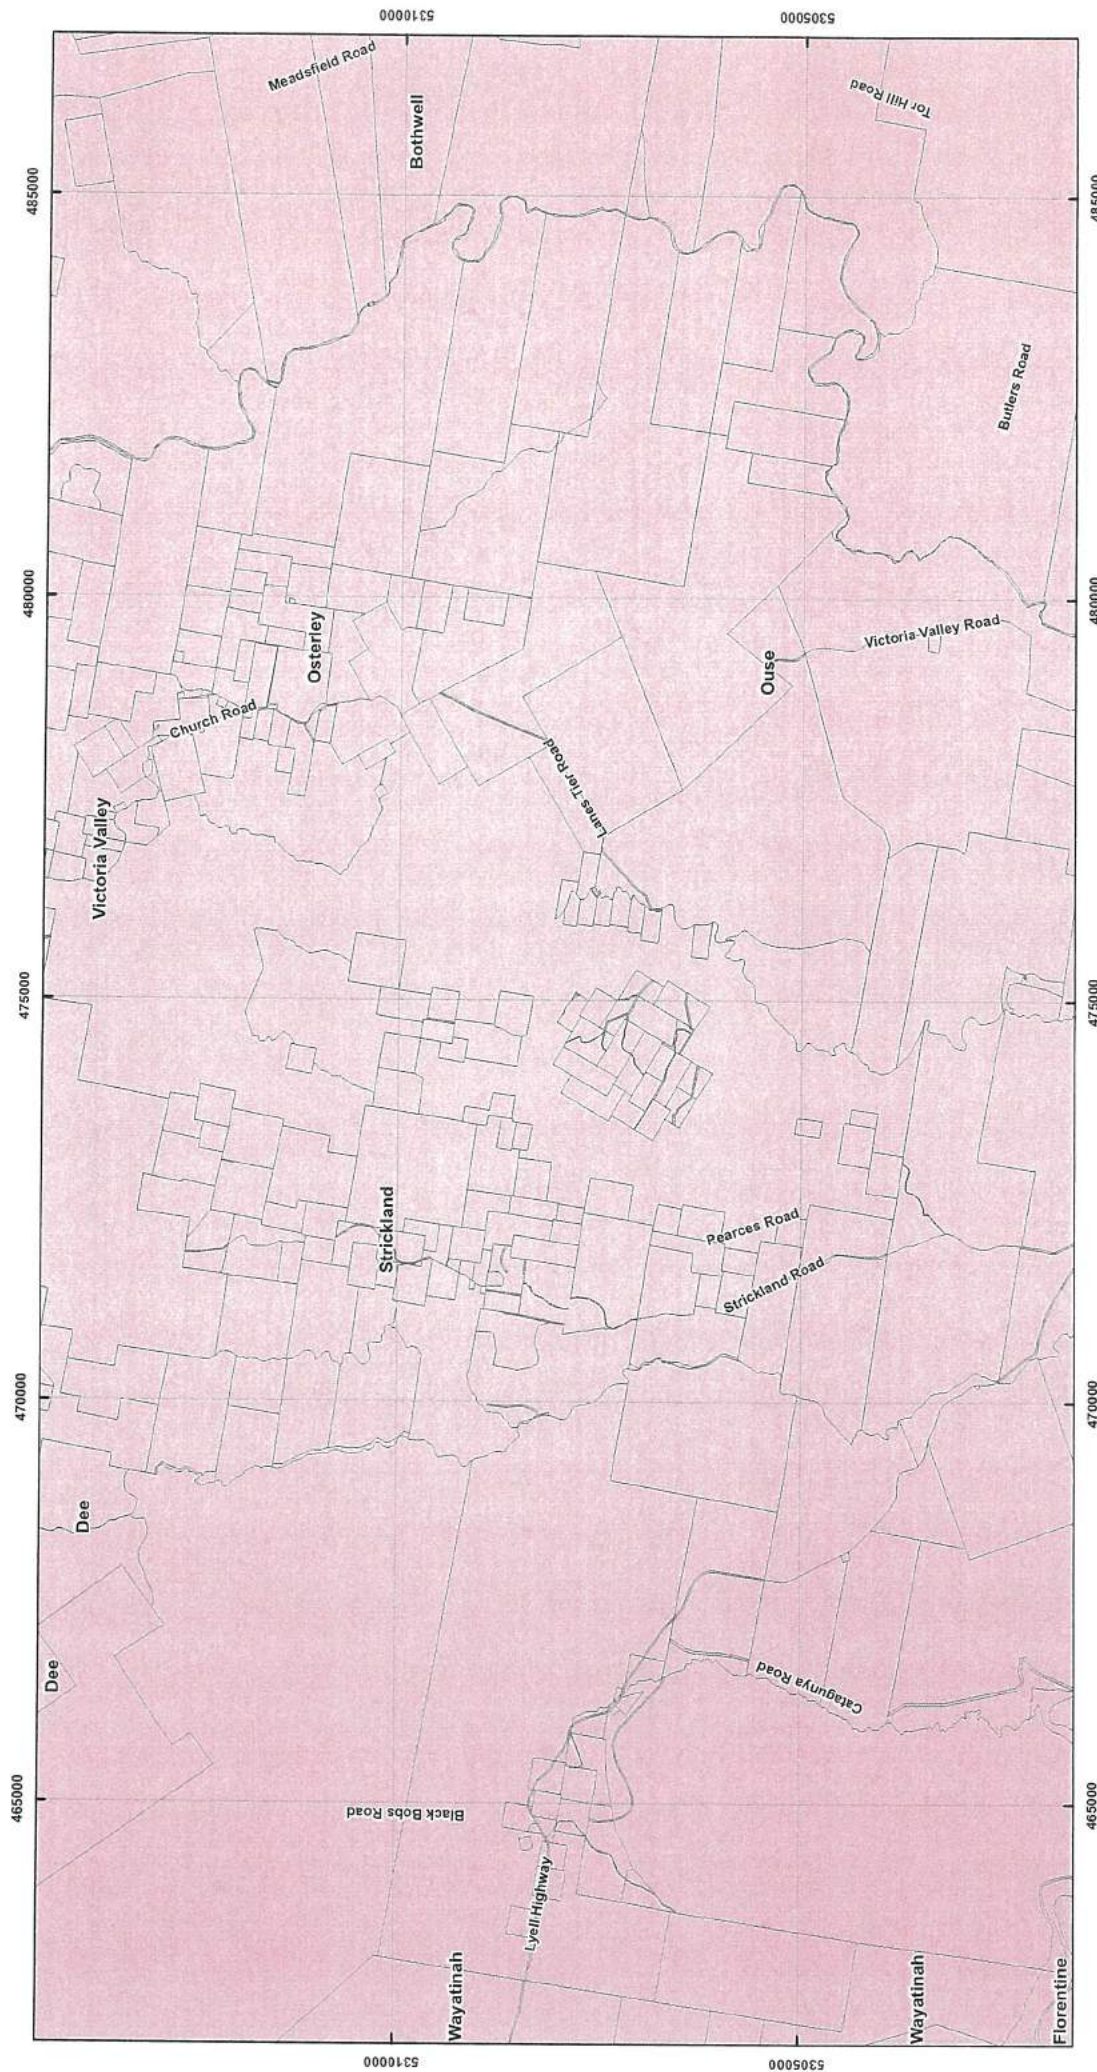 5310000
5305000
Meadsfield Road
Bothwell
Tor Hill Road
485000
485000
Butlers Road
480000
480000
Osterley
Church Road
Victoria Valley Road
Ouse
Lanes Tier Road
Victoria Valley
475000
475000
Strickland
Pearces Road
Strickland Road
470000
470000
Dee
Dee
Catagunya Road
465000
465000
Black Bobs Road
Lyell Highway
Wayatinah
Wayatinah
Florentine
5310000
5305000